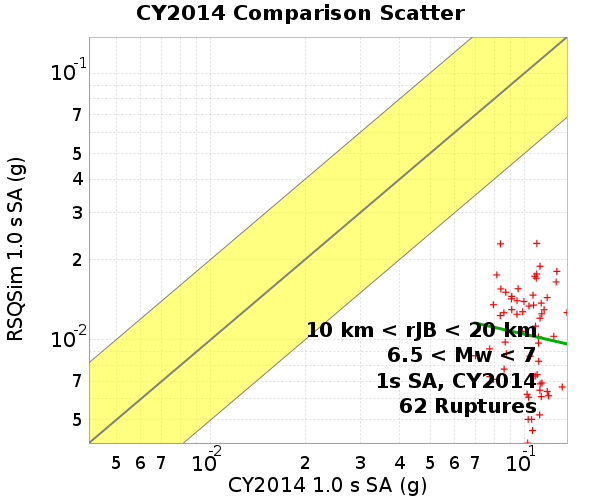 CY2014 Comparison Scatter
RSQSim 1.0 s SA (g)
10⁻¹
7
5
4
3
2
10⁻²
7
5
10 km < rJB < 20 km
6.5 < Mw < 7
1s SA, CY2014
62 Ruptures
5 6 7 10⁻² 2 3 4 5 6 7 10⁻¹
CY2014 1.0 s SA (g)